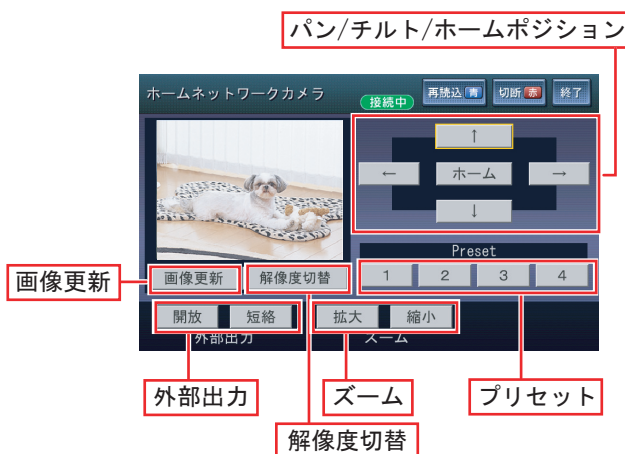 パン/チルト/ホームポジション
ホームネットワークカメラ
接続中
再読込 青
切断 赤
終了
↑
← ホーム →
↓
Preset
画像更新
画像更新 解像度切替
1 2 3 4
開放 短絡 拡大 縮小
外部出力 ズーム
外部出力 ズーム プリセット
解像度切替